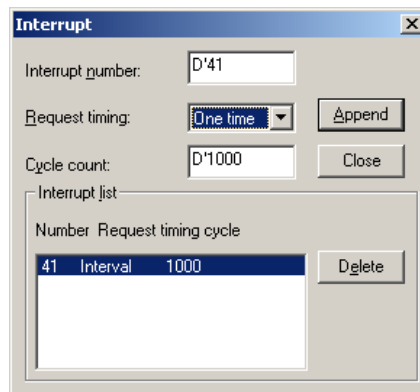 Interrupt
Interrupt number: D'41
Request timing: One time Append
Cycle count: D'1000 Close
Interrupt list
Number Request timing cycle
41 Interval 1000 Delete